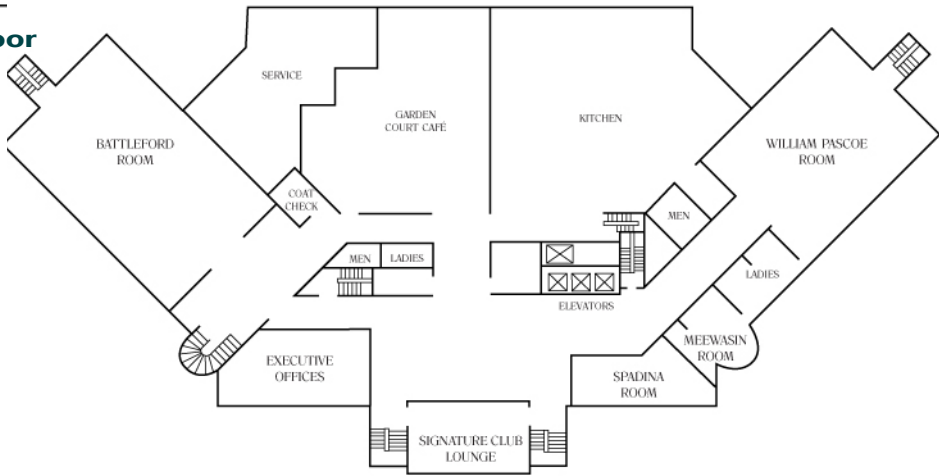 oor
SERVICE
GARDEN
COURT CAFÉ
KITCHEN
BATTLEFORD
ROOM
WILLIAM PASCOE
ROOM
COAT
CHECK
MEN
MEN
LADIES
LADIES
ELEVATORS
MEEWASIN
ROOM
EXECUTIVE
OFFICES
SPADINA
ROOM
SIGNATURE CLUB
LOUNGE